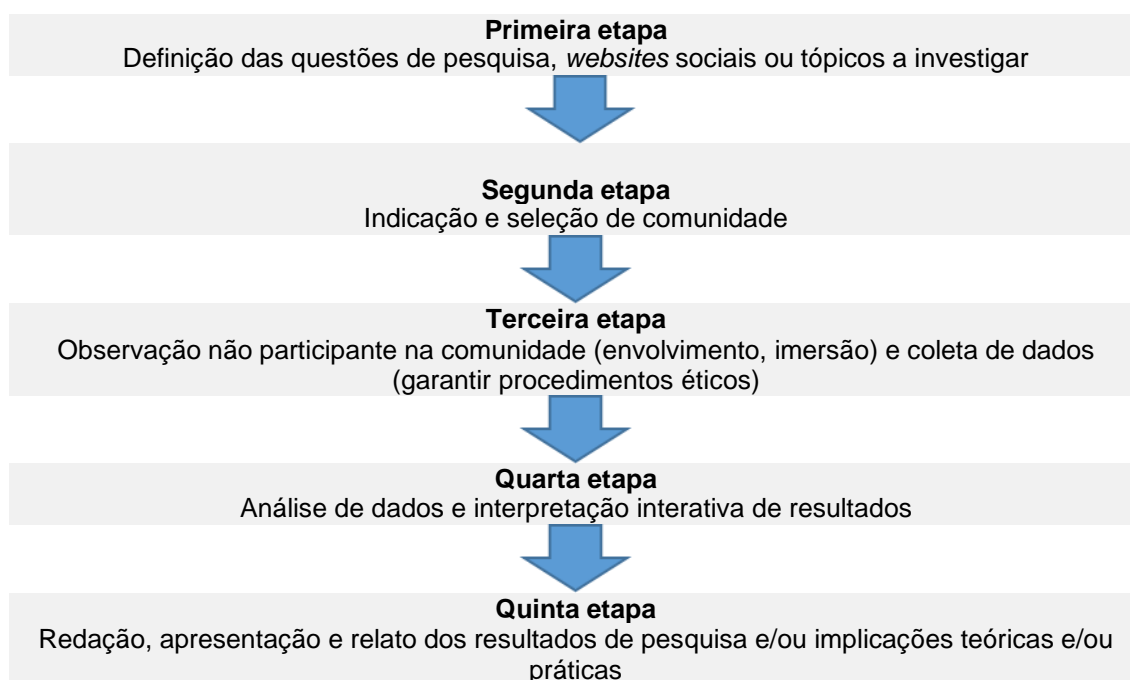 Primeira etapa
Definição das questões de pesquisa, websites sociais ou tópicos a investigar
Segunda etapa
Indicação e seleção de comunidade
Terceira etapa
Observação não participante na comunidade (envolvimento, imersão) e coleta de dados
(garantir procedimentos éticos)
Quarta etapa
Análise de dados e interpretação interativa de resultados
Quinta etapa
Redação, apresentação e relato dos resultados de pesquisa e/ou implicações teóricas e/ou
práticas